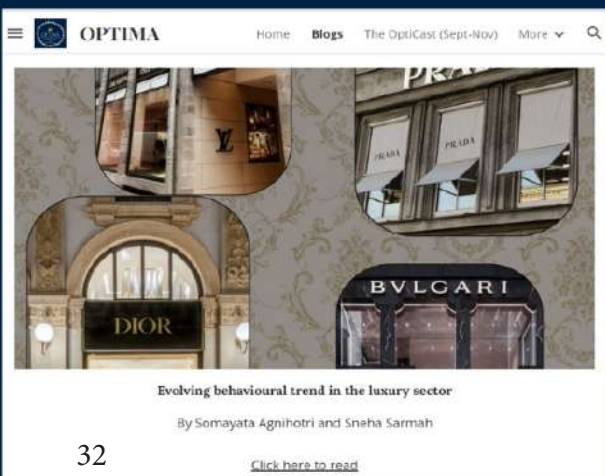 OPTIMA Home Blogs The OptiCast (Sept-Nov) More
PRADA
PRADA
PRADA
DIOR
BVLGARI
Evolving behavioural trend in the luxury sector
By Somayata Agnihotri and Sneha Sarmah
32
Click here to read